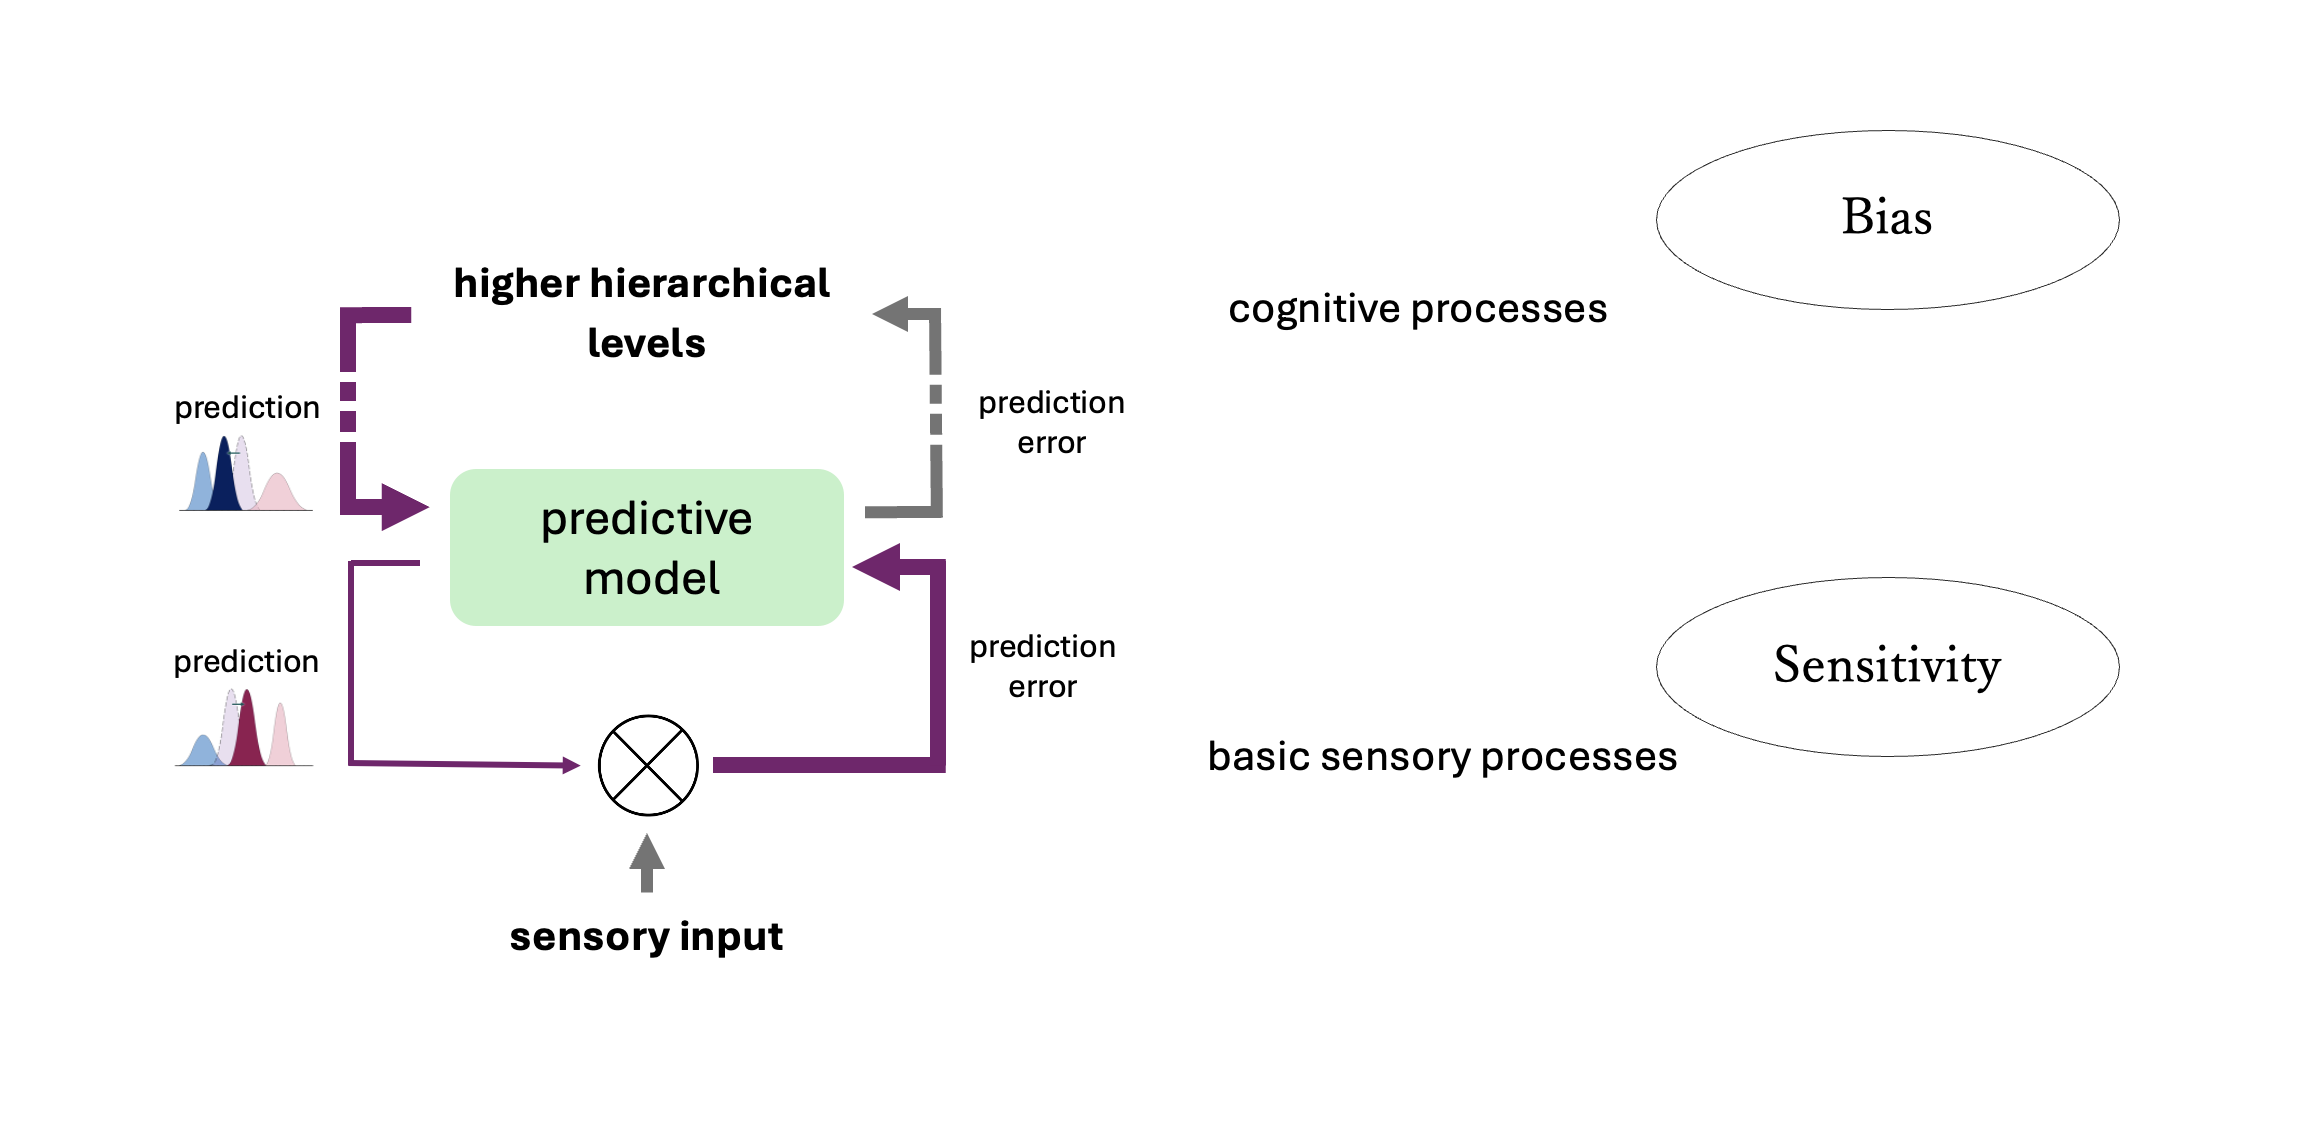 Bias
higher hierarchical
levels
cognitive processes
prediction
prediction
error
predictive
model
prediction
prediction
error
Sensitivity
basic sensory processes
sensory input